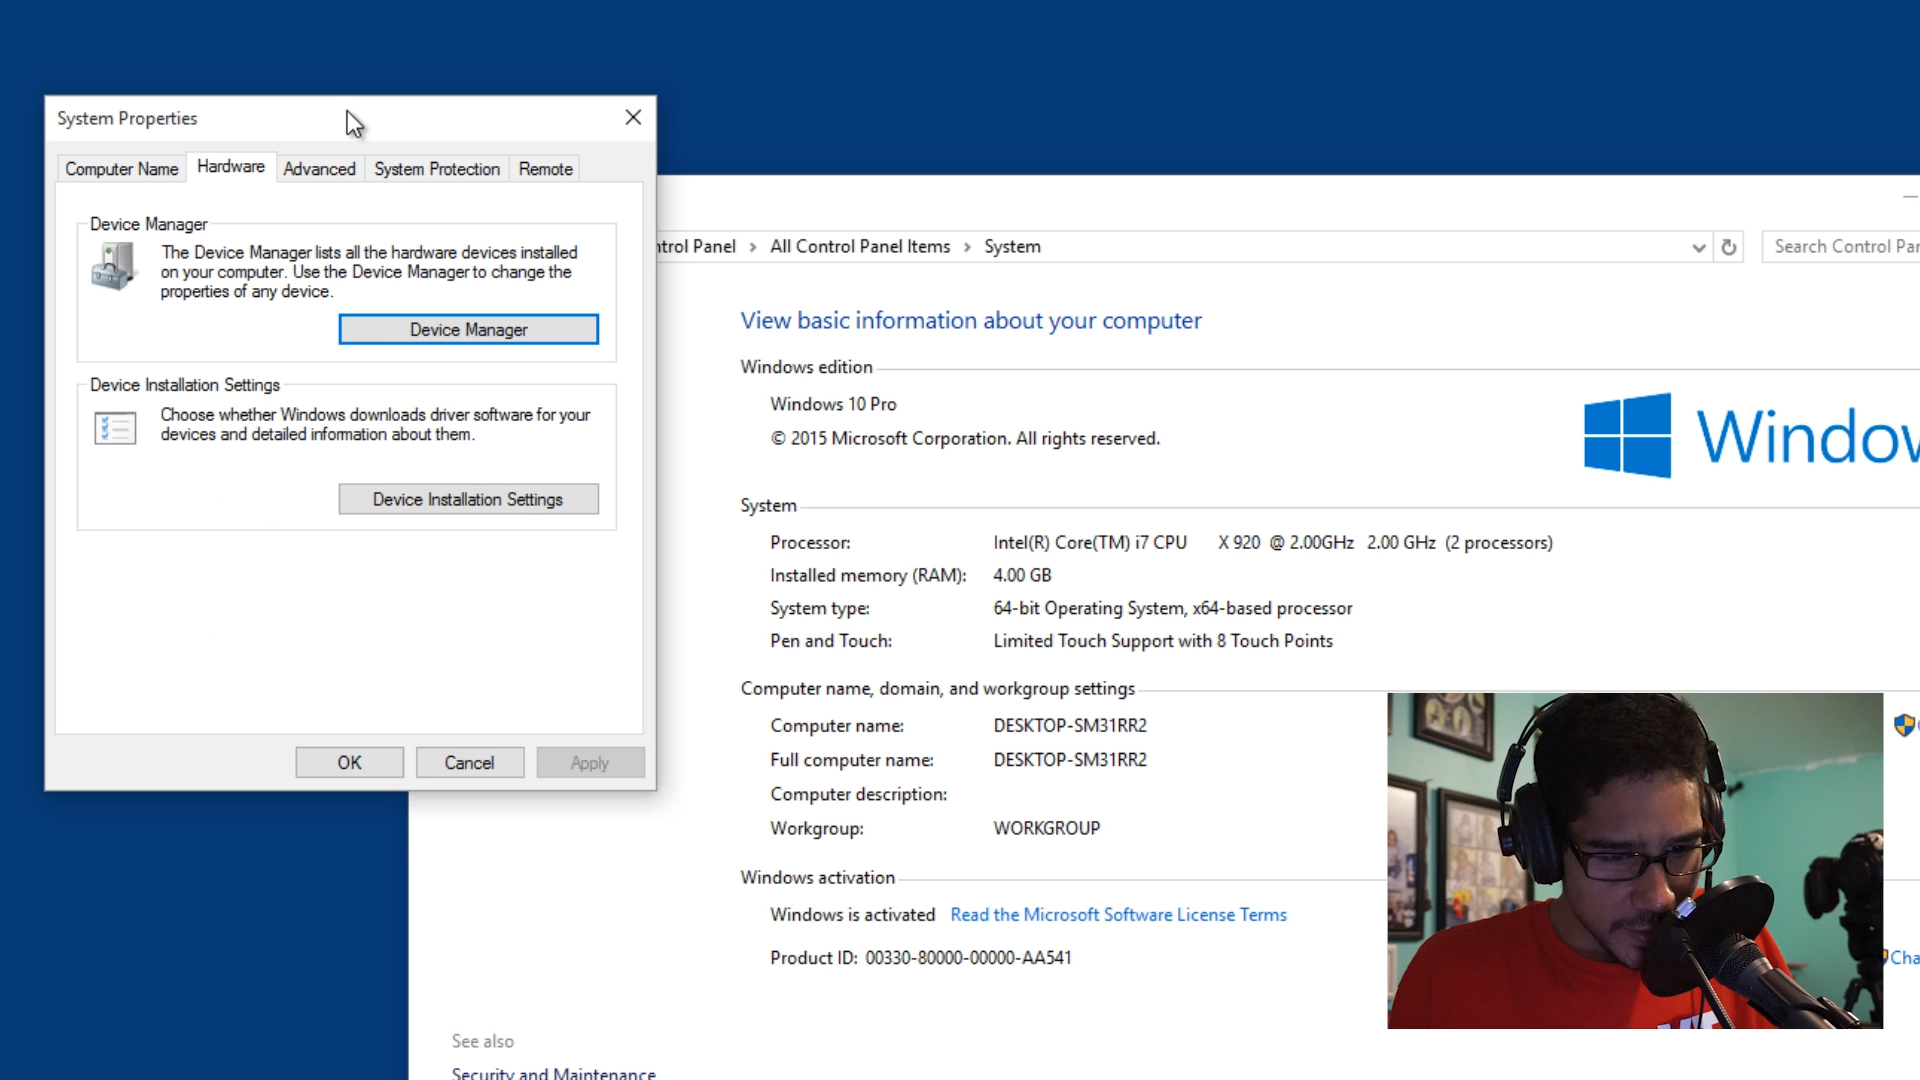 System Properties
Computer Name Hardware Advanced System Protection Remote
Device Manager
The Device Manager lists all the hardware devices installed
on your computer. Use the Device Manager to change the
properties of any device.
Device Manager
Device Installation Settings
Choose whether Windows downloads driver software for your
devices and detailed information about them.
Device Installation Settings
OK Cancel Apply
ntrol Panel > All Control Panel Items > System
Search Control Par
View basic information about your computer
Windows edition
Windows 10 Pro
© 2015 Microsoft Corporation. All rights reserved.
Window
System
Processor: Intel(R) Core(TM) i7 CPU X 920 @ 2.00GHz 2.00 GHz (2 processors)
Installed memory (RAM): 4.00 GB
System type: 64-bit Operating System, x64-based processor
Pen and Touch: Limited Touch Support with 8 Touch Points
Computer name, domain, and workgroup settings
Computer name: DESKTOP-SM31RR2
Full computer name: DESKTOP-SM31RR2
Computer description:
Workgroup: WORKGROUP
Windows activation
Windows is activated Read the Microsoft Software License Terms
Product ID: 00330-80000-00000-AA541
Cha
See also
Security and Maintenance